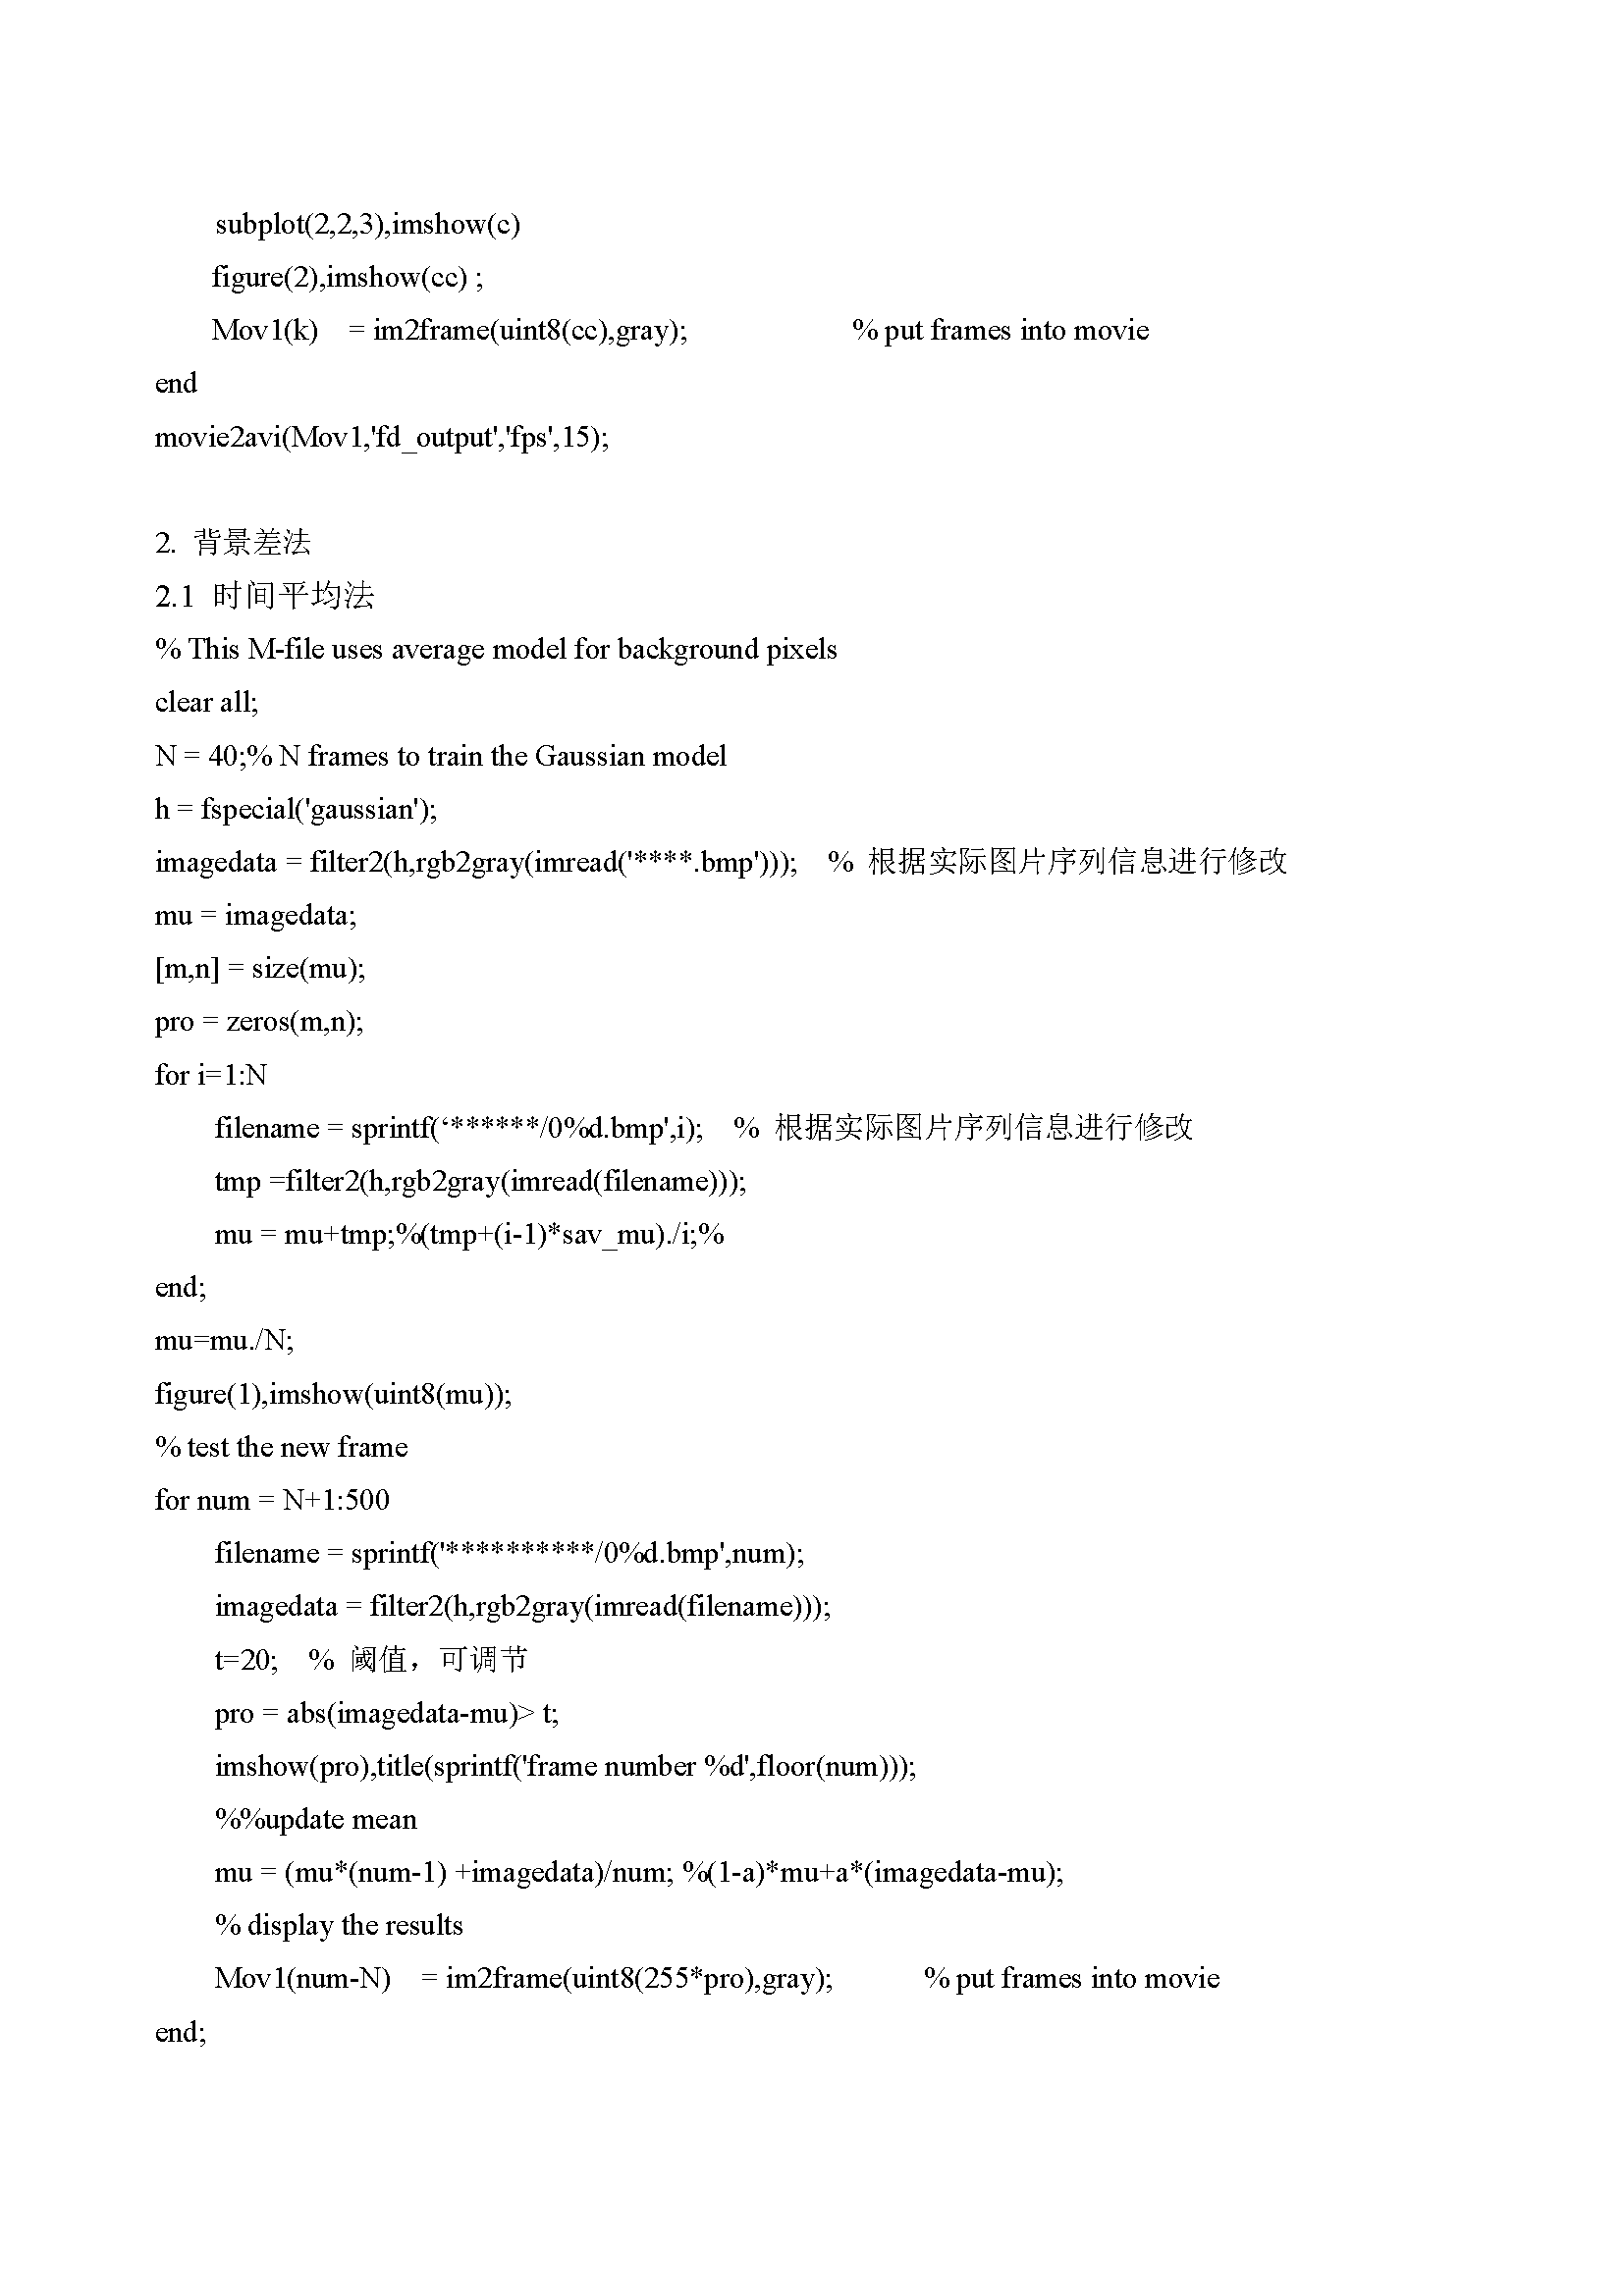 subplot(2,2,3),imshow(c)
figure(2),imshow(cc) ;
Mov1(k)    = im2frame(uint8(cc),gray);                    % put frames into movie
end
movie2avi(Mov1,'fd_output','fps',15);
2.  背景差法
2.1  时间平均法
% This M-file uses average model for background pixels
clear all;
N = 40;% N frames to train the Gaussian model
h = fspecial('gaussian');
imagedata = filter2(h,rgb2gray(imread('****.bmp')));    %  根据实际图片序列信息进行修改
mu = imagedata;
[m,n] = size(mu);
pro = zeros(m,n);
for i=1:N
filename = sprintf(‘******/0%d.bmp',i);    %  根据实际图片序列信息进行修改
tmp =filter2(h,rgb2gray(imread(filename)));
mu = mu+tmp;%(tmp+(i-1)*sav_mu)./i;%
end;
mu=mu./N;
figure(1),imshow(uint8(mu));
% test the new frame
for num = N+1:500
filename = sprintf('**********/0%d.bmp',num);
imagedata = filter2(h,rgb2gray(imread(filename)));
t=20;    %  阈值，可调节
pro = abs(imagedata-mu)> t;
imshow(pro),title(sprintf('frame number %d',floor(num)));
%%update mean
mu = (mu*(num-1) +imagedata)/num; %(1-a)*mu+a*(imagedata-mu);
% display the results
Mov1(num-N)    = im2frame(uint8(255*pro),gray);           % put frames into movie
end;